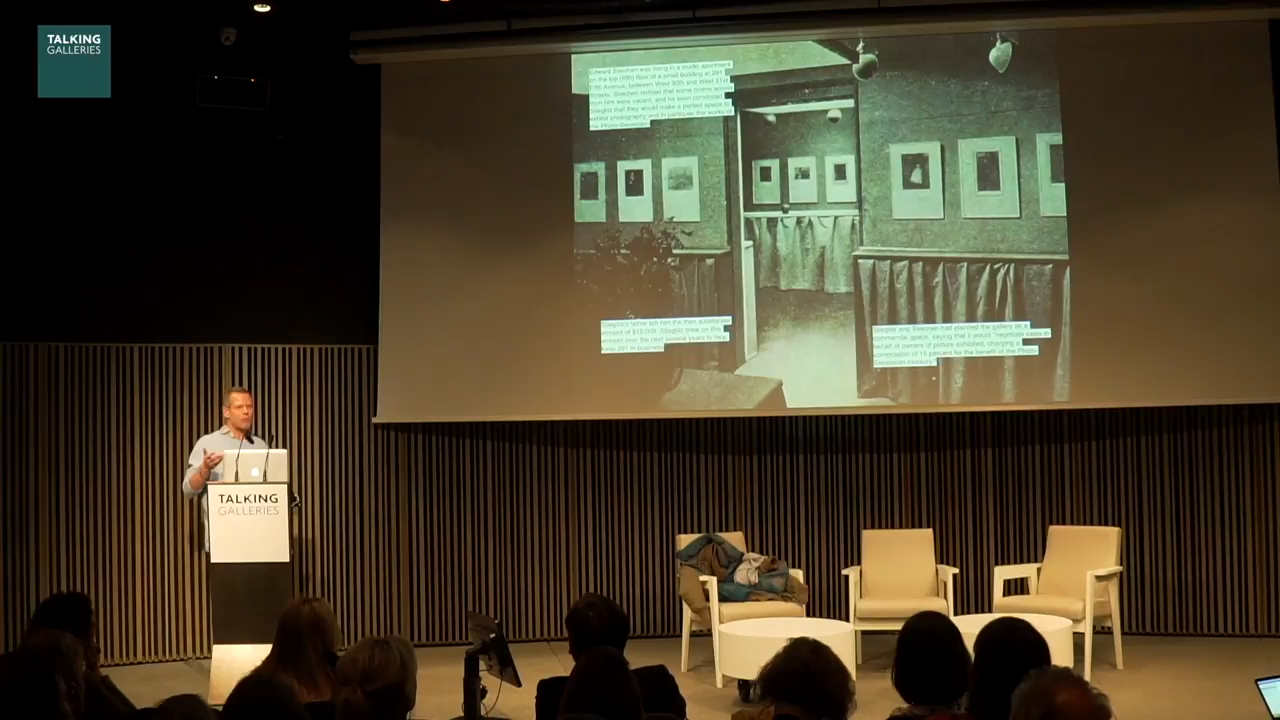 TALKING
GALLERIES
Edward Steichen was living in a studio apartment
on the top (fifth) floor of a small building at 291
Fifth Avenue, between West 30th and West 31st
Streets. Steichen noticed that some rooms across
from him were vacant, and he soon convinced
Stieglitz that they would make a perfect space to
exhibit photography and in particular the works of
the Photo-Secession.
Stieglitz's father left him the then substantial
amount of $10,000. Stieglitz drew on this
amount over the next several years to help
keep 291 in business.
Stieglitz and Steichen had planned the gallery as a
commercial space, saying that it would "negotiate sales in
behalf of owners of picture exhibited, charging a
commission of 15 percent for the benefit of the Photo-
Secession treasury."
TALKING
GALLERIES